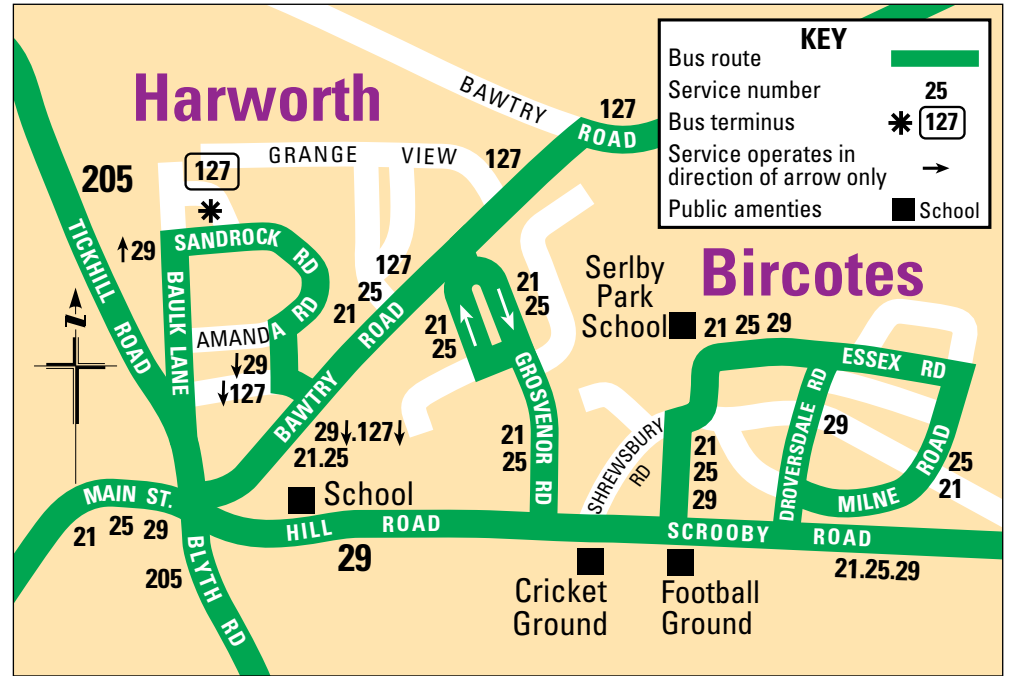 KEY
Bus route
Service number 25
Bus terminus 127
Service operates in
direction of arrow only
Public amenties School
Harworth
Bircotes
BAWTRY
ROAD
127
GRANGE VIEW
127
127
205
TICKHILL
ROAD
29
SANDROCK RD
BAULK LANE
AMANDA RD
29
127
127
25
21
BAWTRY ROAD
29 . 127
21.25
21
25
21
25
GROSVENOR RD
21
25
Serlby
Park
School
21 25 29
ESSEX RD
DROVERSDALE RD
29
MILNE ROAD
25
21
SHREWSBURY
RD
21
25
29
MAIN ST.
21 25 29
School
HILL ROAD
29
SCROOBY ROAD
21.25.29
BLYTH RD
205
Cricket
Ground
Football
Ground
N